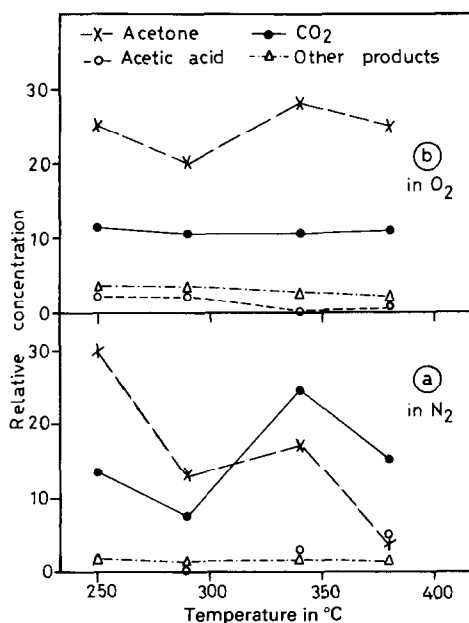 Acetone CO₂
Acetic acid Other products
30
20
10
0
b
in O₂
Relative concentration
30
20
10
0
a
in N₂
250 300 350 400
Temperature in °C